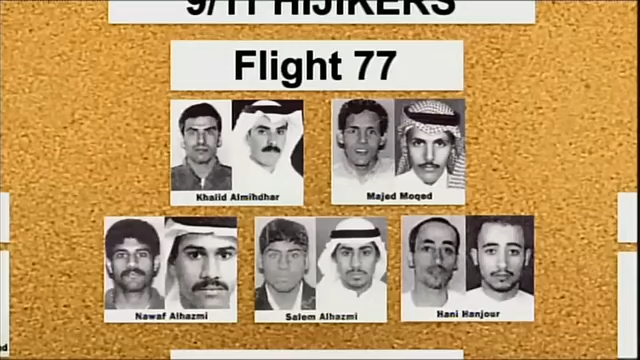 9/11 HIJIKERS
Flight 77
Khalid Almihdhar
Majed Moqed
Nawaf Alhazmi
Salem Alhazmi
Hani Hanjour